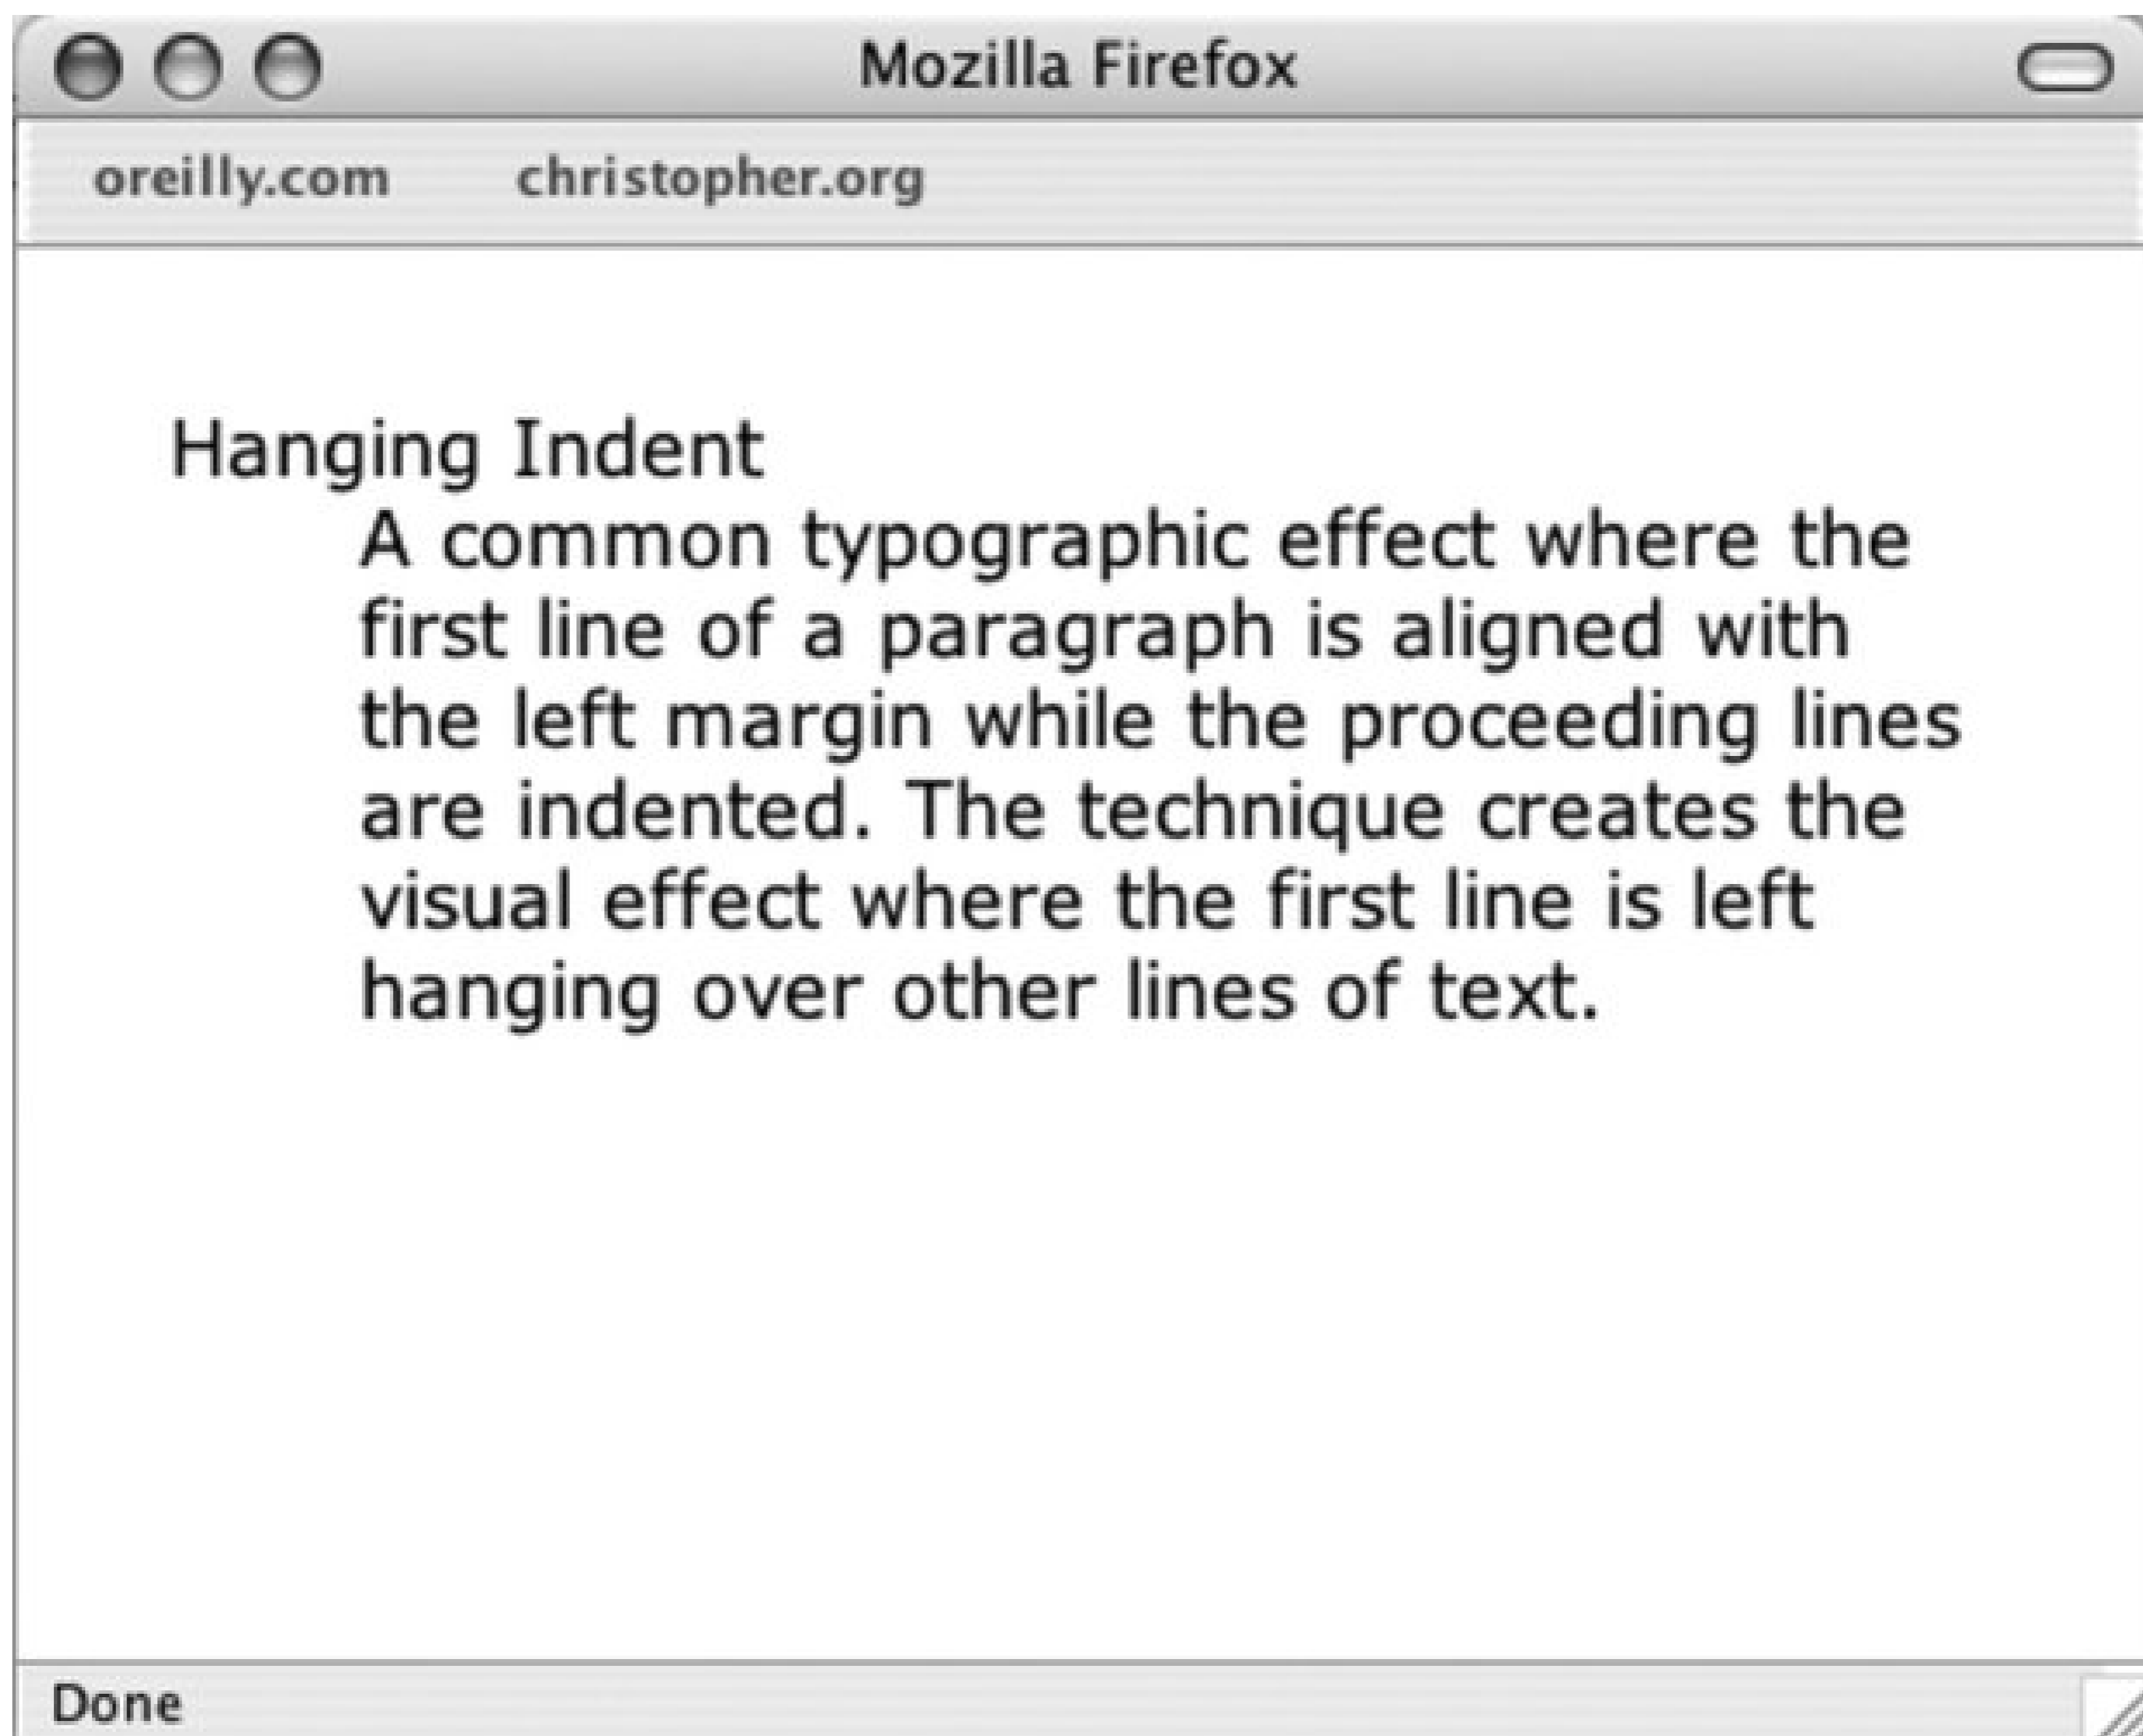 Mozilla Firefox
oreilly.com christopher.org
Hanging Indent
A common typographic effect where the
first line of a paragraph is aligned with
the left margin while the proceeding lines
are indented. The technique creates the
visual effect where the first line is left
hanging over other lines of text.
Done